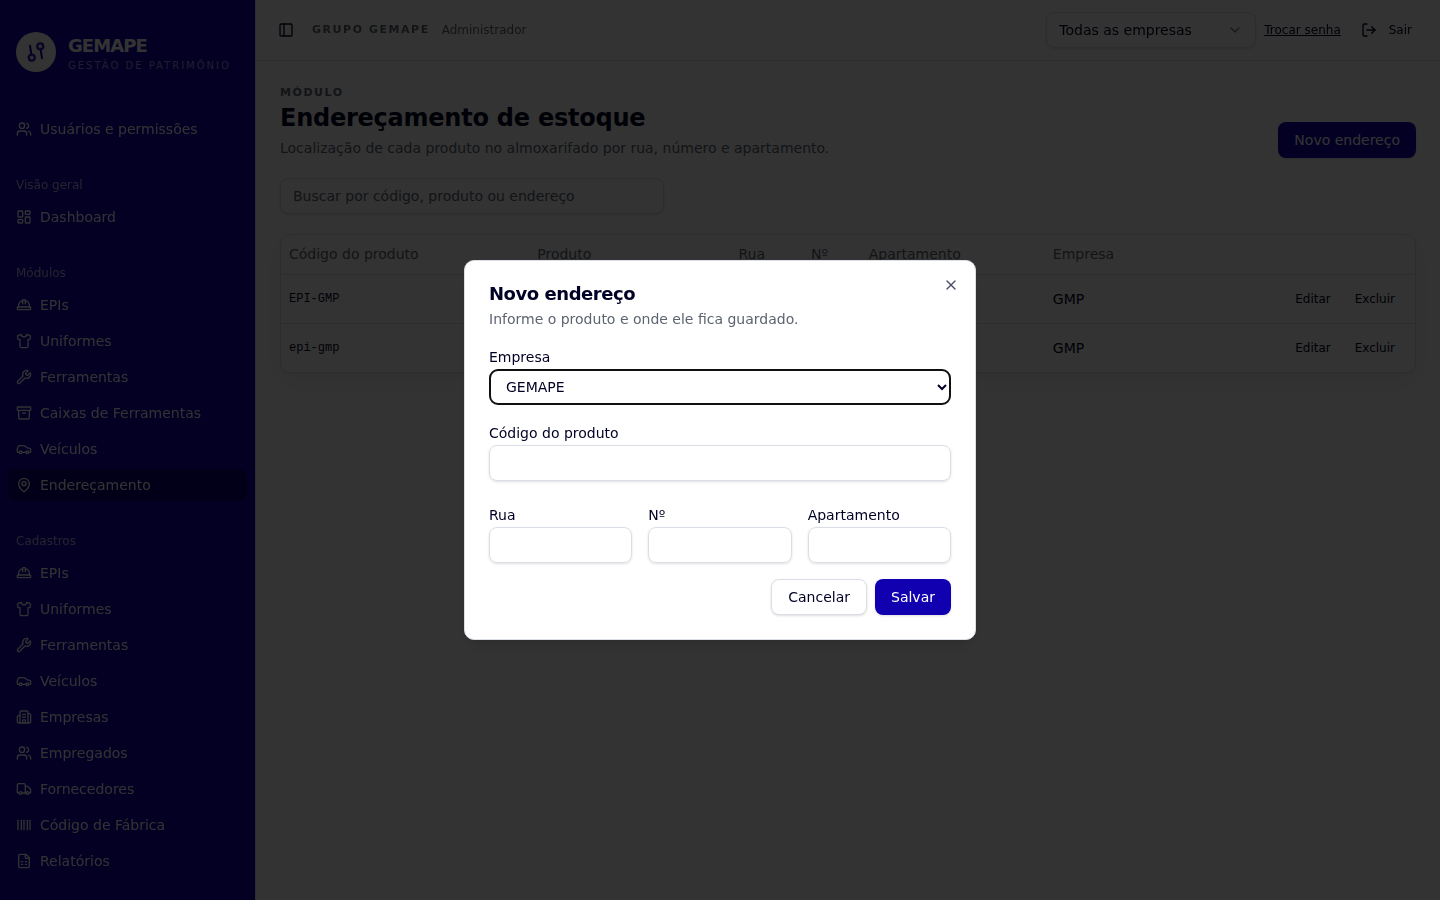 GEMAPE
GESTÃO DE PATRIMÔNIO
Usuários e permissões
Visão geral
Dashboard
Módulos
EPIs
Uniformes
Ferramentas
Caixas de Ferramentas
Veículos
Endereçamento
Cadastros
EPIs
Uniformes
Ferramentas
Veículos
Empresas
Empregados
Fornecedores
Código de Fábrica
Relatórios
GRUPO GEMAPE Administrador
Todas as empresas
Trocar senha
Sair
MÓDULO
Endereçamento de estoque
Localização de cada produto no almoxarifado por rua, número e apartamento.
Novo endereço
Buscar por código, produto ou endereço
Código do produto Produto Rua Nº Apartamento Empresa
EPI-GMP GMP Editar Excluir
epi-gmp GMP Editar Excluir
Novo endereço
Informe o produto e onde ele fica guardado.
Empresa
GEMAPE
Código do produto
Rua Nº Apartamento
Cancelar Salvar